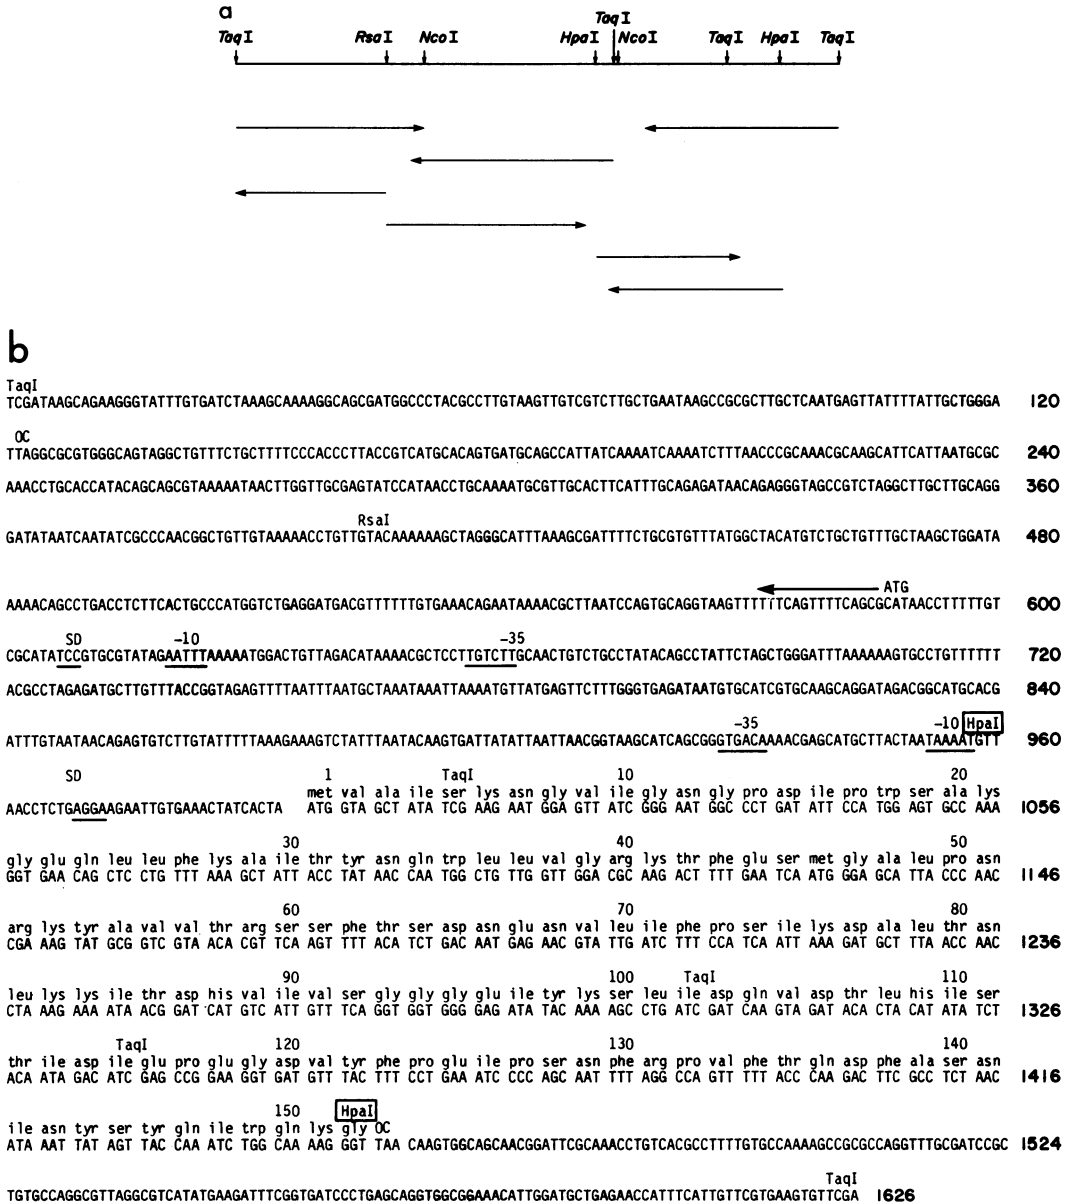 a
TaqI
TaqI RsaI NcoI HpaI NcoI TaqI HpaI TaqI
b
TaqI
TCGATAAGCAGAAGGGTATTTGTGATCTAAAGCAAAAGGCAGCGATGGCCCTACGCCTTGTAAGTTGTCGTCTTGCTGAATAAGCCGCGCTTGCTCAATGAGTTATTTTATTGCTGGGA 120
OC
TTAGGCGCGTGGGCAGTAGGCTGTTTCTGCTTTTCCCACCCTTACCGTCATGCACAGTGATGCAGCCATTATCAAAATCAAAATCTTTAACCCGCAAACGCAAGCATTCATTAATGCGC 240
AAACCTGCACCATACAGCAGCGTAAAAATAACTTGGTTGCGAGTATCCATAACCTGCAAAATGCGTTGCACTTCATTTGCAGAGATAACAGAGGGTAGCCGTCTAGGCTTGCTTGCAGG 360
RsaI
GATATAATCAATATCGCCCAACGGCTGTTGTAAAAACCTGTTGTACAAAAAAGCTAGGGCATTTAAAGCGATTTTCTGCGTGTTTATGGCTACATGTCTGCTGTTTGCTAAGCTGGATA 480
ATG
AAAACAGCCTGACCTCTTCACTGCCCATGGTCTGAGGATGACGTTTTTTGTGAAACAGAATAAAACGCTTAATCCAGTGCAGGTAAGTTTTTTCAGTTTTCAGCGCATAACCTTTTTGT 600
SD -10 -35
CGCATATCCGTGCGTATAGAATTTAAAAATGGACTGTTAGACATAAAACGCTCCTTGTCTTGCAACTGTCTGCCTATACAGCCTATTCTAGCTGGGATTTAAAAAAGTGCCTGTTTTTT 720
ACGCCTAGAGATGCTTGTTTACCGGTAGAGTTTTAATTTAATGCTAAATAAATTAAAATGTTATGAGTTCTTTGGGTGAGATAATGTGCATCGTGCAAGCAGGATAGACGGCATGCACG 840
-35 -10 HpaI
ATTTGTAATAACAGAGTGTCTTGTATTTTTAAAGAAAGTCTATTTAATACAAGTGATTATATTAATTAACGGTAAGCATCAGCGGGTGACAAAACGAGCATGCTTACTAATAAAATGTT 960
SD 1 TaqI 10 20
met val ala ile ser lys asn gly val ile gly asn gly pro asp ile pro trp ser ala lys
AACCTCTGAGGAAGAATTGTGAAACTATCACTA ATG GTA GCT ATA TCG AAG AAT GGA GTT ATC GGG AAT GGC CCT GAT ATT CCA TGG AGT GCC AAA 1056
30 40 50
gly glu gln leu leu phe lys ala ile thr tyr asn gln trp leu leu val gly arg lys thr phe glu ser met gly ala leu pro asn
GGT GAA CAG CTC CTG TTT AAA GCT ATT ACC TAT AAC CAA TGG CTG TTG GTT GGA CGC AAG ACT TTT GAA TCA ATG GGA GCA TTA CCC AAC 1146
60 70 80
arg lys tyr ala val val thr arg ser ser phe thr ser asp asn glu asn val leu ile phe pro ser ile lys asp ala leu thr asn
CGA AAG TAT GCG GTC GTA ACA CGT TCA AGT TTT ACA TCT GAC AAT GAG AAC GTA TTG ATC TTT CCA TCA ATT AAA GAT GCT TTA ACC AAC 1236
90 100 TaqI 110
leu lys lys ile thr asp his val ile val ser gly gly gly glu ile tyr lys ser leu ile asp gln val asp thr leu his ile ser
CTA AAG AAA ATA ACG GAT CAT GTC ATT GTT TCA GGT GGT GGG GAG ATA TAC AAA AGC CTG ATC GAT CAA GTA GAT ACA CTA CAT ATA TCT 1326
TaqI 120 130 140
thr ile asp ile glu pro glu gly asp val tyr phe pro glu ile pro ser asn phe arg pro val phe thr gln asp phe ala ser asn
ACA ATA GAC ATC GAG CCG GAA GGT GAT GTT TAC TTT CCT GAA ATC CCC AGC AAT TTT AGG CCA GTT TTT ACC CAA GAC TTC GCC TCT AAC 1416
150 HpaI
ile asn tyr ser tyr gln ile trp gln lys gly OC
ATA AAT TAT AGT TAC CAA ATC TGG CAA AAG GGT TAA CAAGTGGCAGCAACGGATTCGCAAACCTGTCACGCCTTTTGTGCCAAAAGCCGCGCCAGGTTTGCGATCCGC 1524
TaqI
TGTGCCAGGCGTTAGGCGTCATATGAAGATTTCGGTGATCCCTGAGCAGGTGGCGGAAACATTGGATGCTGAGAACCATTTCATTGTTCGTGAAGTGTTCGA 1626